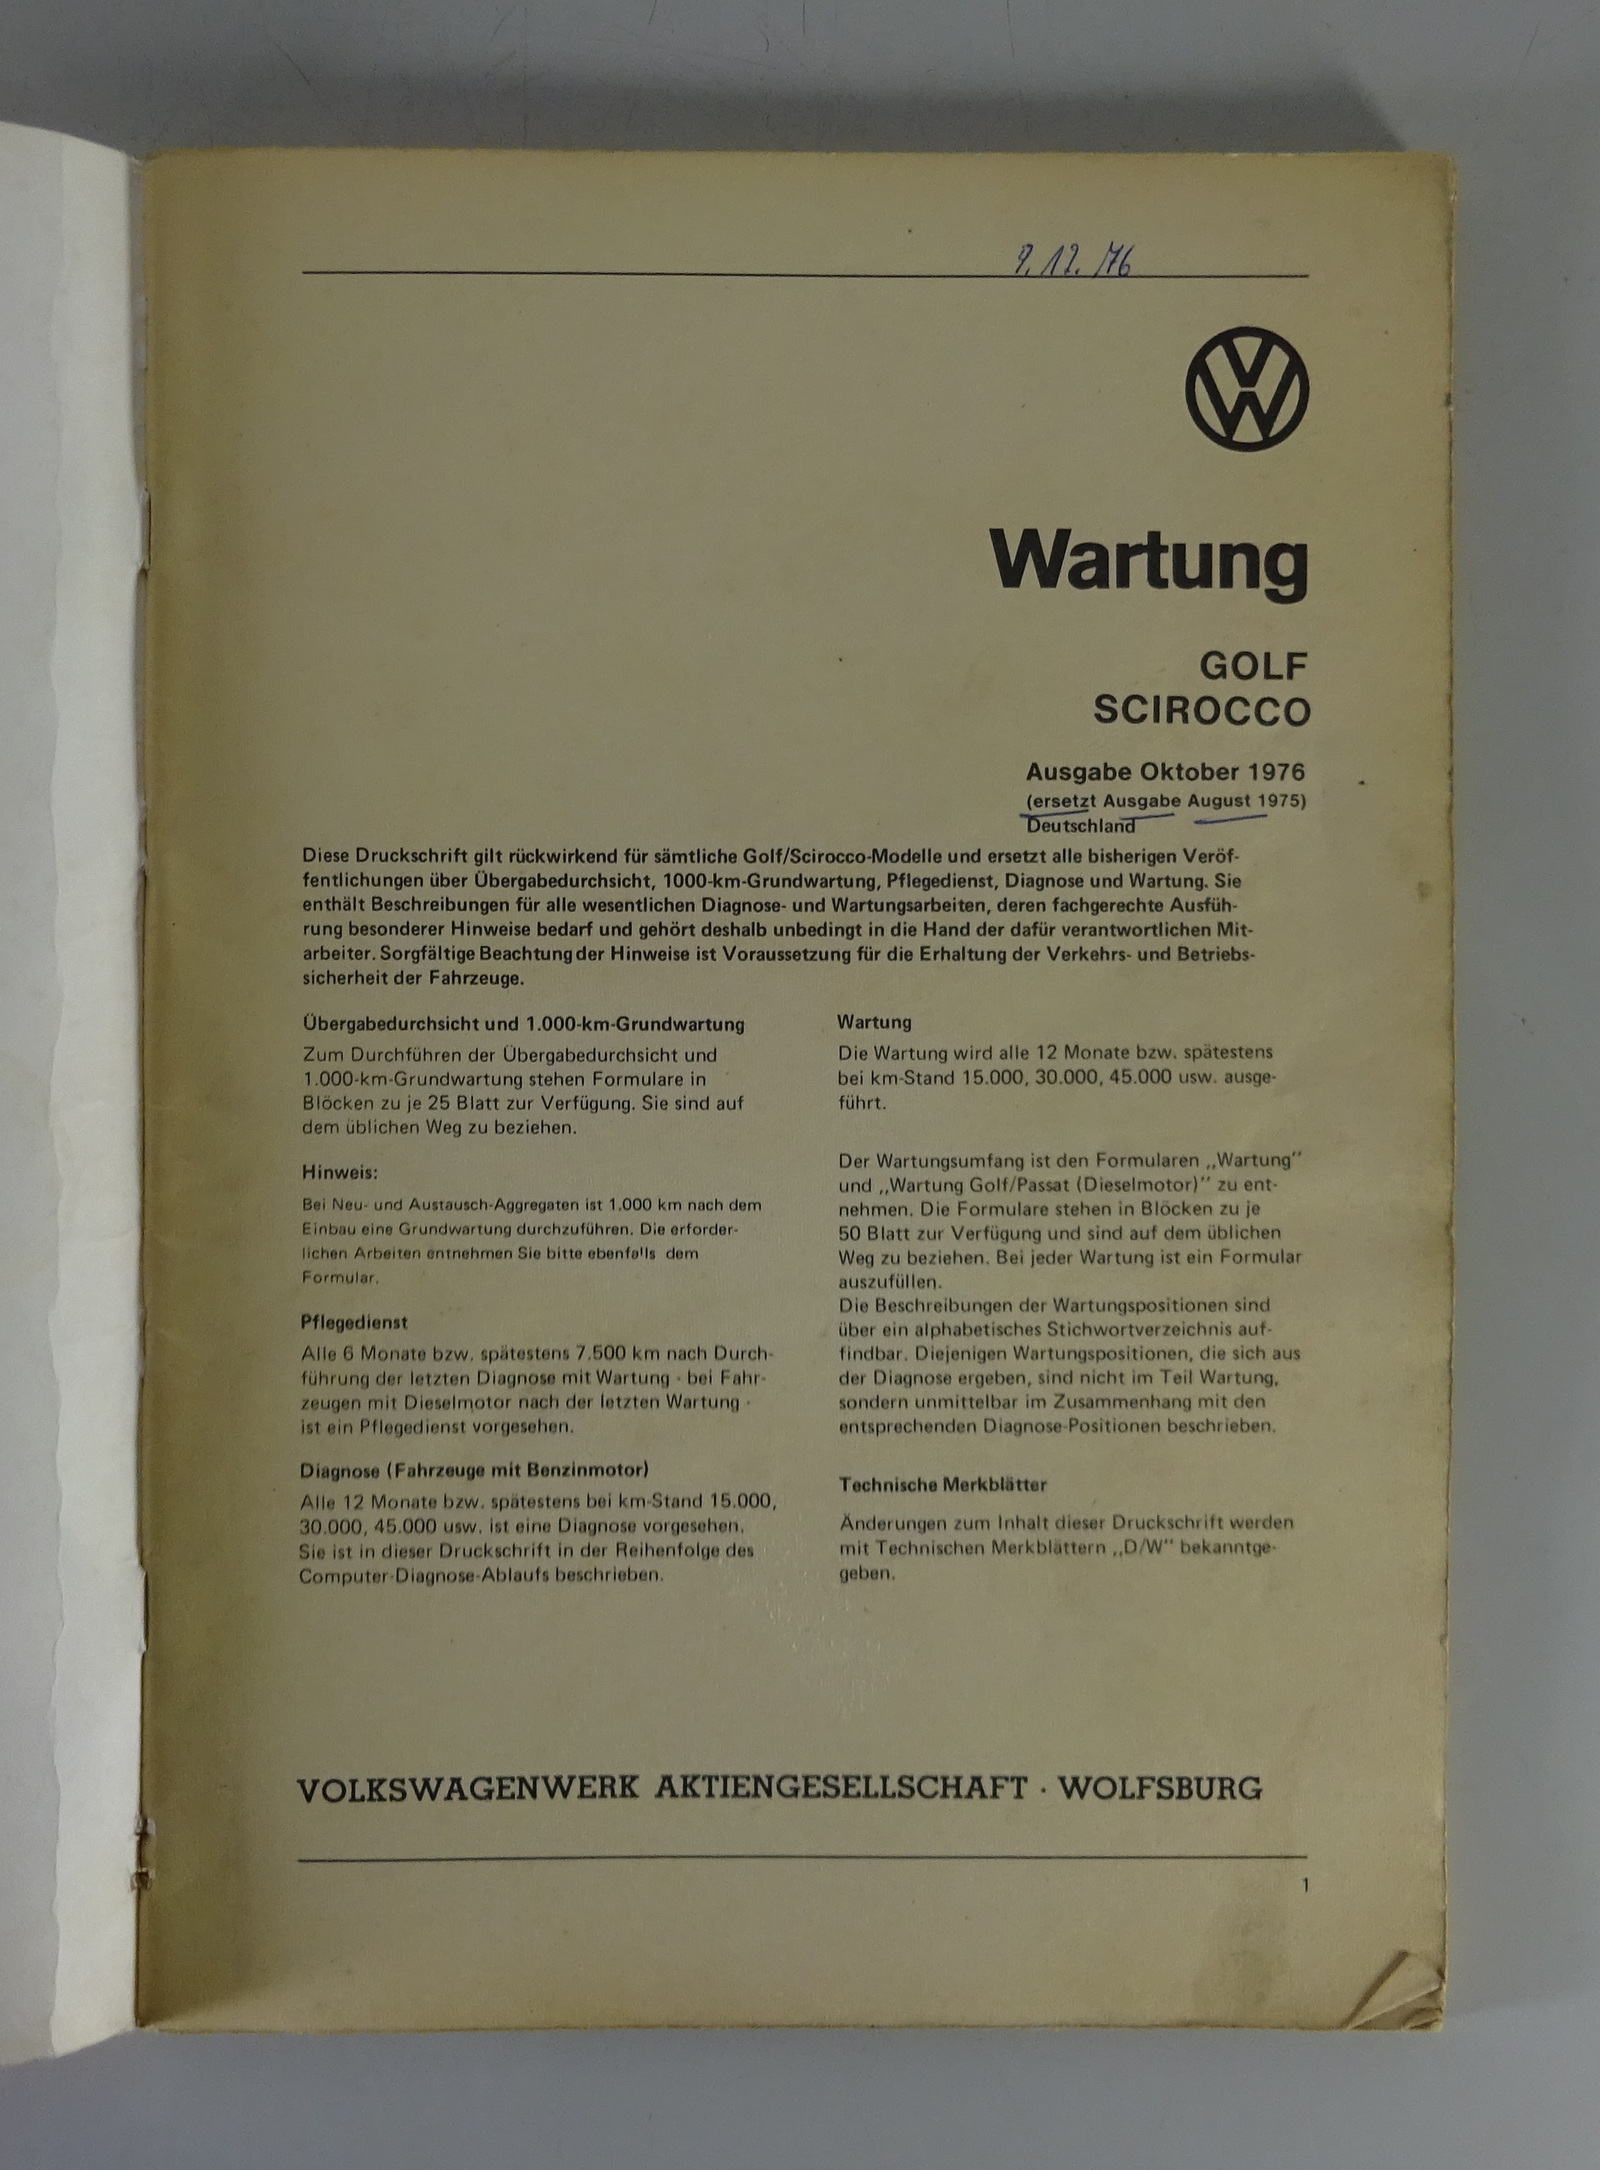 9.12.76
VW
Wartung
GOLF
SCIROCCO
Ausgabe Oktober 1976
(ersetzt Ausgabe August 1975)
Deutschland
Diese Druckschrift gilt rückwirkend für sämtliche Golf/Scirocco-Modelle und ersetzt alle bisherigen Veröf-
fentlichungen über Übergabedurchsicht, 1000-km-Grundwartung, Pflegedienst, Diagnose und Wartung. Sie
enthält Beschreibungen für alle wesentlichen Diagnose- und Wartungsarbeiten, deren fachgerechte Ausfüh-
rung besonderer Hinweise bedarf und gehört deshalb unbedingt in die Hand der dafür verantwortlichen Mit-
arbeiter. Sorgfältige Beachtung der Hinweise ist Voraussetzung für die Erhaltung der Verkehrs- und Betriebs-
sicherheit der Fahrzeuge.
Übergabedurchsicht und 1.000-km-Grundwartung
Zum Durchführen der Übergabedurchsicht und
1.000-km-Grundwartung stehen Formulare in
Blöcken zu je 25 Blatt zur Verfügung. Sie sind auf
dem üblichen Weg zu beziehen.
Hinweis:
Bei Neu- und Austausch-Aggregaten ist 1.000 km nach dem
Einbau eine Grundwartung durchzuführen. Die erforder-
lichen Arbeiten entnehmen Sie bitte ebenfalls dem
Formular.
Pflegedienst
Alle 6 Monate bzw. spätestens 7.500 km nach Durch-
führung der letzten Diagnose mit Wartung - bei Fahr-
zeugen mit Dieselmotor nach der letzten Wartung -
ist ein Pflegedienst vorgesehen.
Diagnose (Fahrzeuge mit Benzinmotor)
Alle 12 Monate bzw. spätestens bei km-Stand 15.000,
30.000, 45.000 usw. ist eine Diagnose vorgesehen.
Sie ist in dieser Druckschrift in der Reihenfolge des
Computer-Diagnose-Ablaufs beschrieben.
Wartung
Die Wartung wird alle 12 Monate bzw. spätestens
bei km-Stand 15.000, 30.000, 45.000 usw. ausge-
führt.
Der Wartungsumfang ist den Formularen „Wartung"
und „Wartung Golf/Passat (Dieselmotor)" zu ent-
nehmen. Die Formulare stehen in Blöcken zu je
50 Blatt zur Verfügung und sind auf dem üblichen
Weg zu beziehen. Bei jeder Wartung ist ein Formular
auszufüllen.
Die Beschreibungen der Wartungspositionen sind
über ein alphabetisches Stichwortverzeichnis auf-
findbar. Diejenigen Wartungspositionen, die sich aus
der Diagnose ergeben, sind nicht im Teil Wartung,
sondern unmittelbar im Zusammenhang mit den
entsprechenden Diagnose-Positionen beschrieben.
Technische Merkblätter
Änderungen zum Inhalt dieser Druckschrift werden
mit Technischen Merkblättern „D/W" bekanntge-
geben.
VOLKSWAGENWERK AKTIENGESELLSCHAFT · WOLFSBURG
1